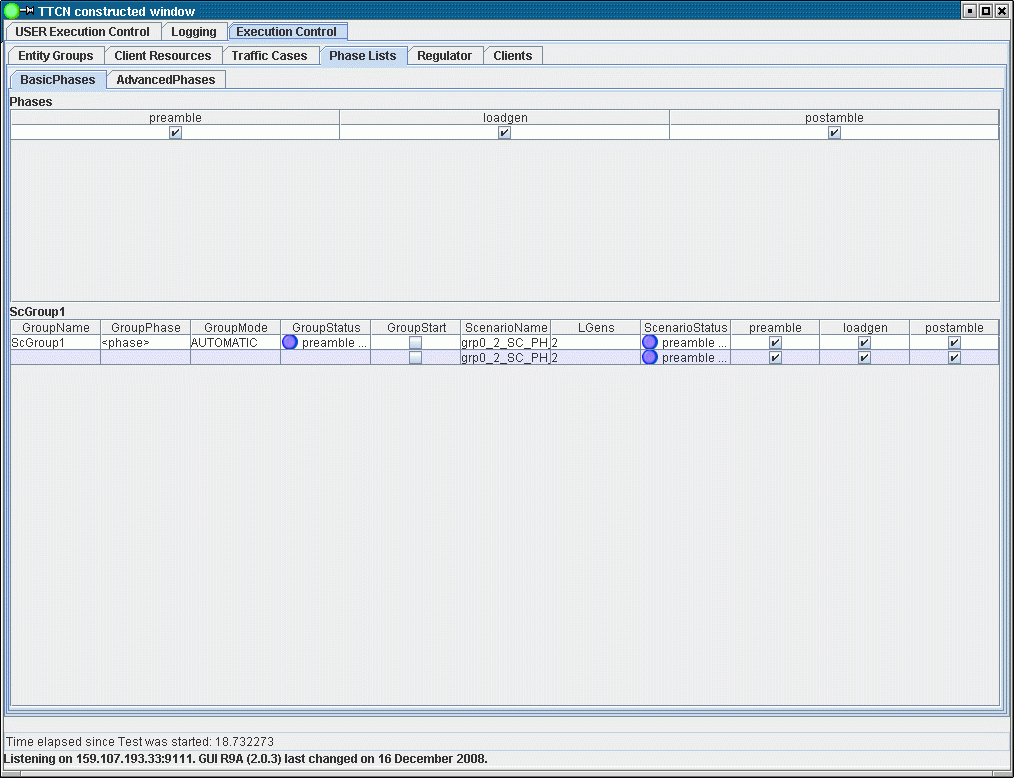 TTCN constructed window
USER Execution Control Logging Execution Control
Entity Groups Client Resources Traffic Cases Phase Lists Regulator Clients
BasicPhases AdvancedPhases
Phases
preamble loadgen postamble
ScGroup1
GroupName GroupPhase GroupMode GroupStatus GroupStart ScenarioName LGens ScenarioStatus preamble loadgen postamble
ScGroup1 <phase> AUTOMATIC preamble ... grp0_2_SC_PH_ 2 preamble ...
grp0_2_SC_PH_ 2 preamble ...
Time elapsed since Test was started: 18.732273
Listening on 159.107.193.33:9111. GUI R9A (2.0.3) last changed on 16 December 2008.